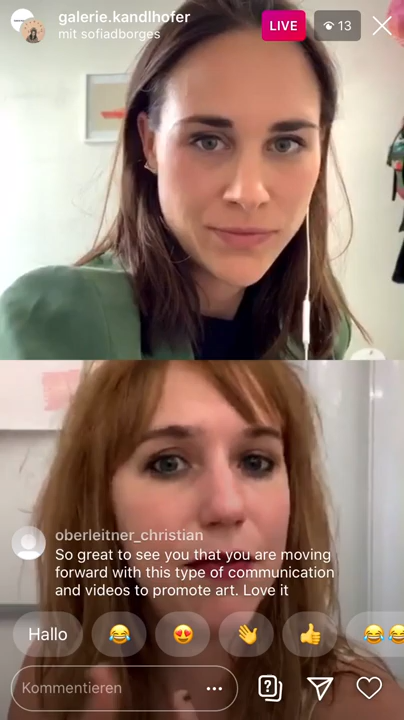 galerie.kandlhofer
mit sofiadborges
LIVE
13
oberleitner_christian
So great to see you that you are moving
forward with this type of communication
and videos to promote art. Love it
Hallo
Kommentieren